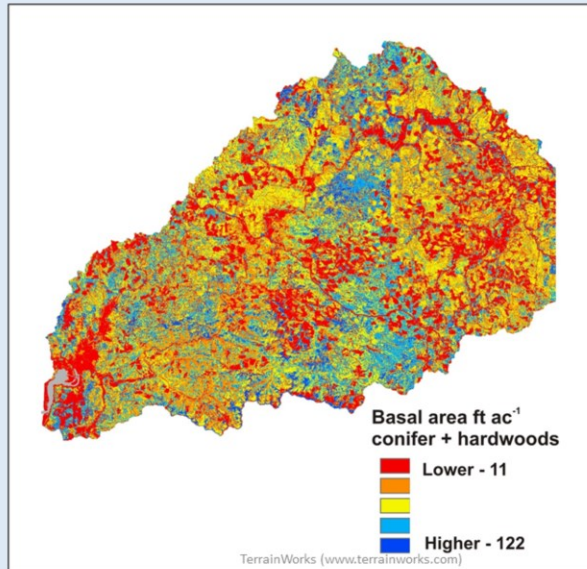 Basal area ft ac⁻¹
conifer + hardwoods
Lower - 11
Higher - 122
TerrainWorks (www.terrainworks.com)